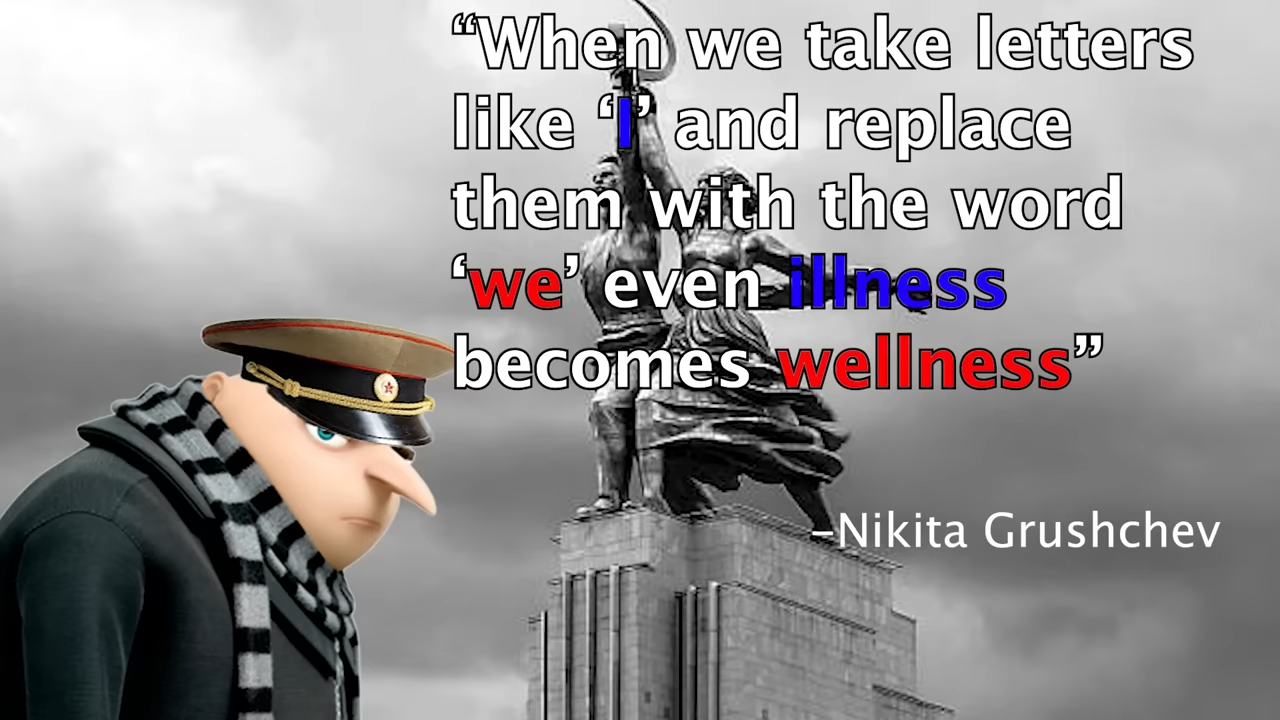 “When we take letters
like ‘I’ and replace
them with the word
‘we’ even illness
becomes wellness”
–Nikita Grushchev